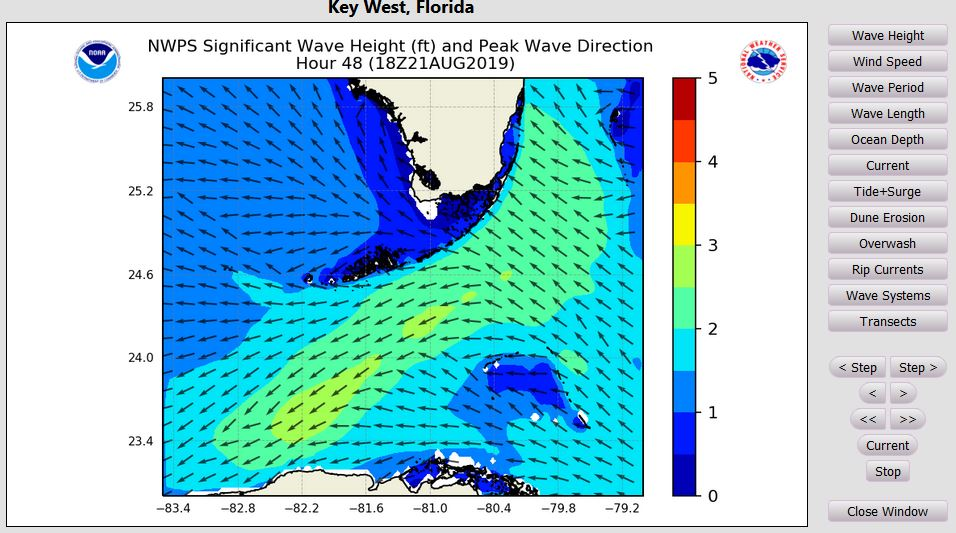 Key West, Florida
NOAA
NWPS Significant Wave Height (ft) and Peak Wave Direction
Hour 48 (18Z21AUG2019)
25.8
25.2
24.6
24.0
23.4
−83.4 −82.8 −82.2 −81.6 −81.0 −80.4 −79.8 −79.2
5
4
3
2
1
0
Wave Height
Wind Speed
Wave Period
Wave Length
Ocean Depth
Current
Tide+Surge
Dune Erosion
Overwash
Rip Currents
Wave Systems
Transects
< Step Step >
< >
<< >>
Current
Stop
Close Window